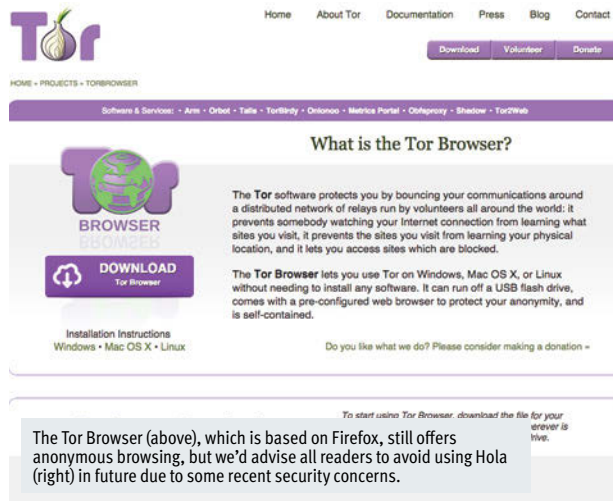 Tor
Home About Tor Documentation Press Blog Contact
Download Volunteer Donate
HOME » PROJECTS » TORBROWSER
Software & Services: • Arm • Orbot • Tails • TorBirdy • Onionoo • Metrics Portal • Obfsproxy • Shadow • Tor2Web
What is the Tor Browser?
Tor
BROWSER
DOWNLOAD
Tor Browser
Installation Instructions
Windows • Mac OS X • Linux
The Tor software protects you by bouncing your communications around
a distributed network of relays run by volunteers all around the world: it
prevents somebody watching your Internet connection from learning what
sites you visit, it prevents the sites you visit from learning your physical
location, and it lets you access sites which are blocked.
The Tor Browser lets you use Tor on Windows, Mac OS X, or Linux
without needing to install any software. It can run off a USB flash drive,
comes with a pre-configured web browser to protect your anonymity, and
is self-contained.
Do you like what we do? Please consider making a donation »
To start using Tor Browser, download the file for your
drive.
The Tor Browser (above), which is based on Firefox, still offers
anonymous browsing, but we'd advise all readers to avoid using Hola
(right) in future due to some recent security concerns.